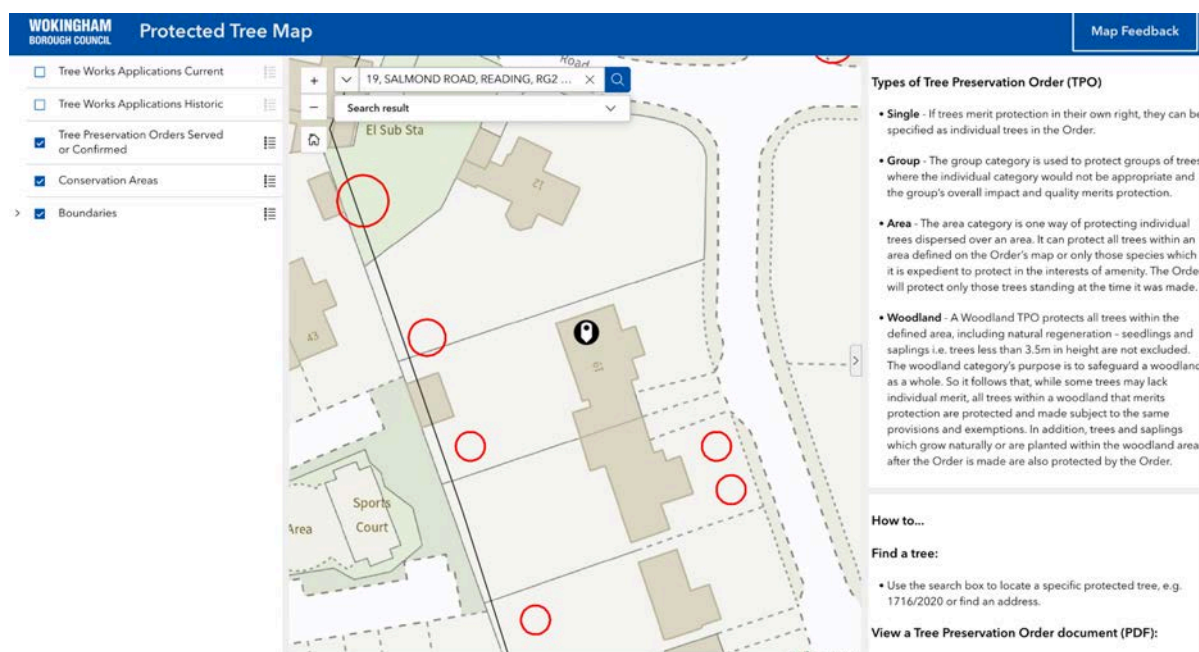 WOKINGHAM
BOROUGH COUNCIL
Protected Tree Map
Map Feedback
Tree Works Applications Current
Tree Works Applications Historic
Tree Preservation Orders Served
or Confirmed
Conservation Areas
Boundaries
19, SALMOND ROAD, READING, RG2 ...
Search result
Road
El Sub Sta
12
43
19
Sports
Court
Area
Types of Tree Preservation Order (TPO)
• Single - If trees merit protection in their own right, they can be
specified as individual trees in the Order.
• Group - The group category is used to protect groups of trees
where the individual category would not be appropriate and
the group's overall impact and quality merits protection.
• Area - The area category is one way of protecting individual
trees dispersed over an area. It can protect all trees within an
area defined on the Order's map or only those species which
it is expedient to protect in the interests of amenity. The Orde
will protect only those trees standing at the time it was made.
• Woodland - A Woodland TPO protects all trees within the
defined area, including natural regeneration - seedlings and
saplings i.e. trees less than 3.5m in height are not excluded.
The woodland category's purpose is to safeguard a woodland
as a whole. So it follows that, while some trees may lack
individual merit, all trees within a woodland that merits
protection are protected and made subject to the same
provisions and exemptions. In addition, trees and saplings
which grow naturally or are planted within the woodland area
after the Order is made are also protected by the Order.
How to...
Find a tree:
• Use the search box to locate a specific protected tree, e.g.
1716/2020 or find an address.
View a Tree Preservation Order document (PDF):